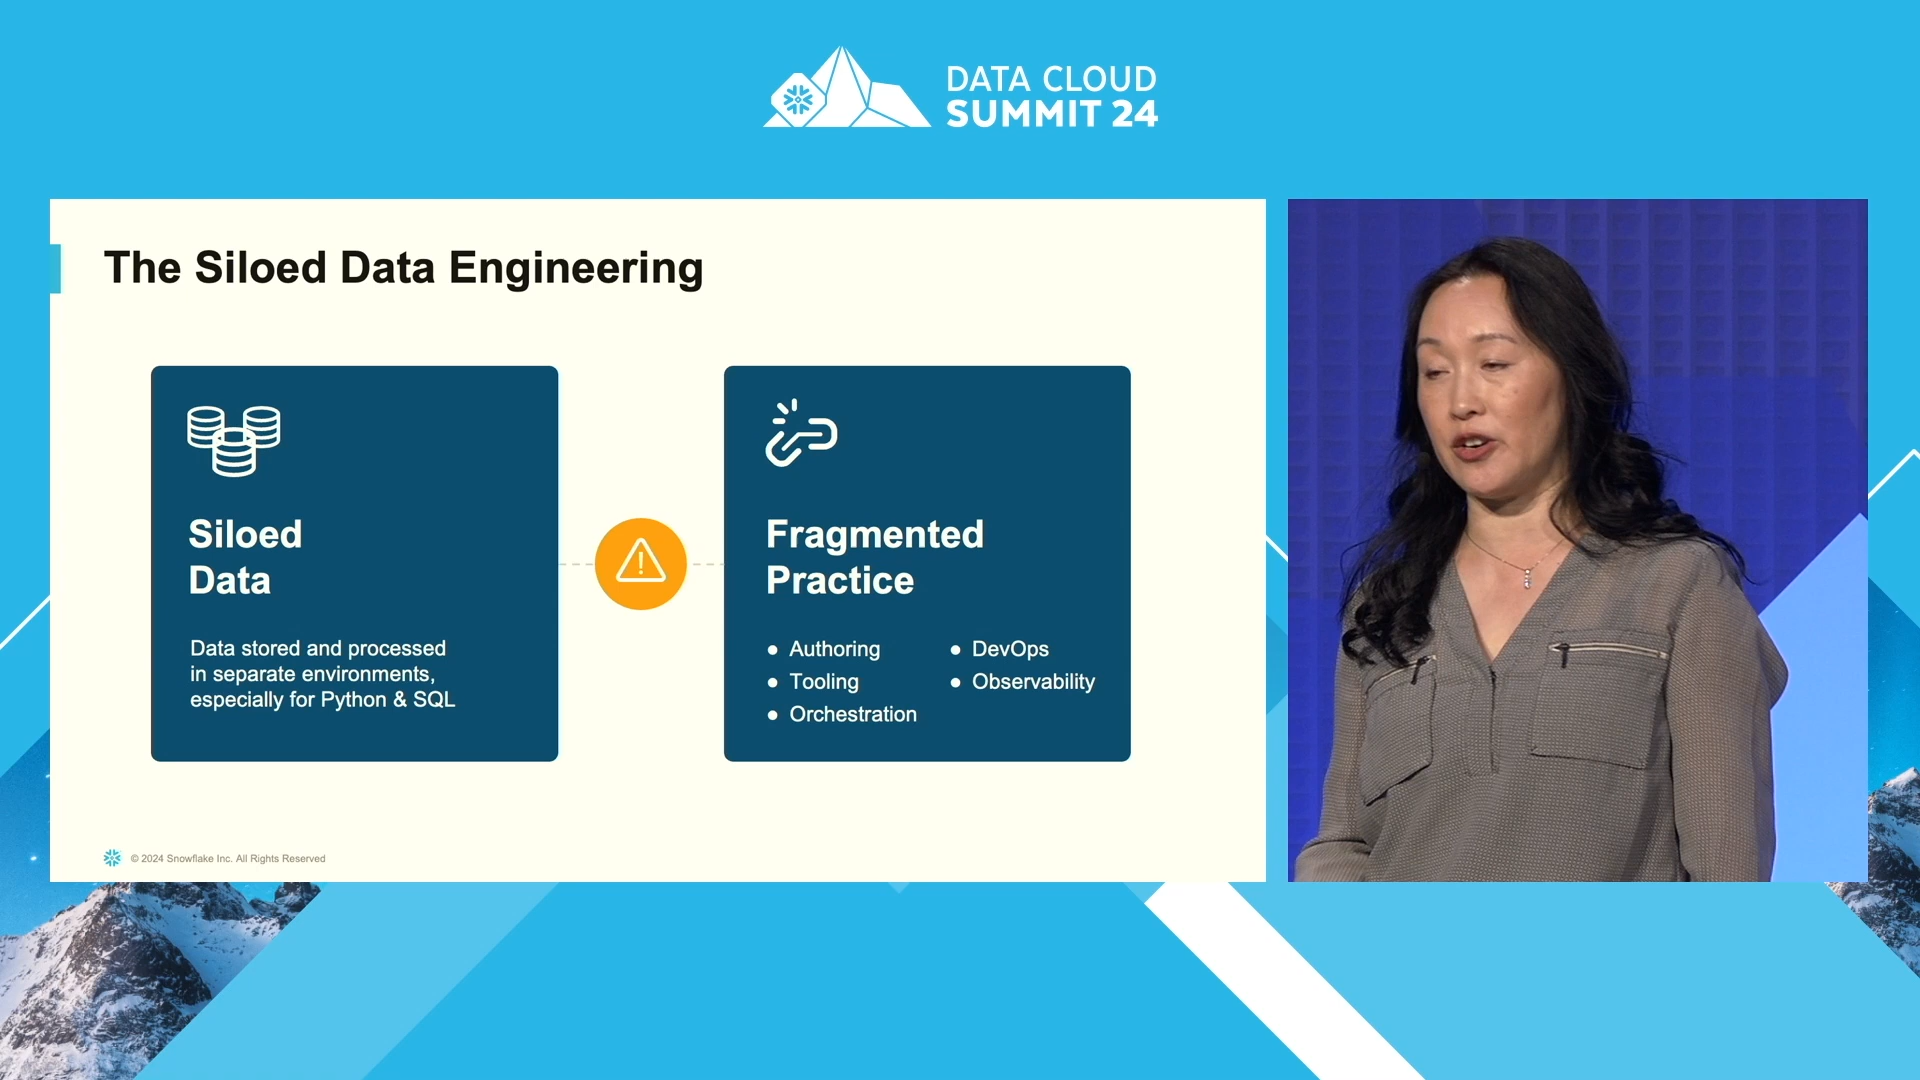 DATA CLOUD
SUMMIT 24
The Siloed Data Engineering
Siloed
Data
Data stored and processed
in separate environments,
especially for Python & SQL
Fragmented
Practice
● Authoring
● Tooling
● Orchestration
● DevOps
● Observability
© 2024 Snowflake Inc. All Rights Reserved